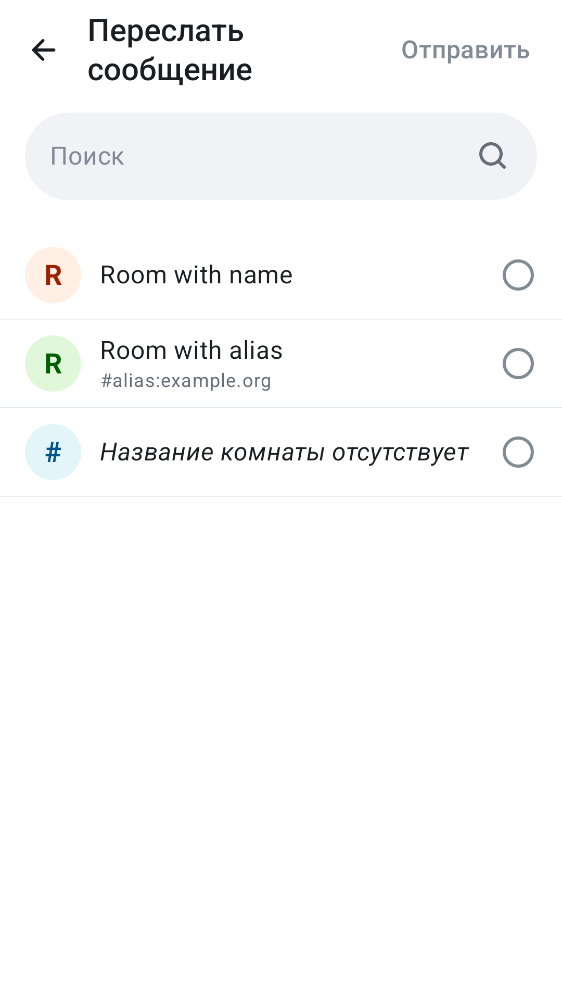 Переслать
сообщение
Отправить
Поиск
R
Room with name
R
Room with alias
#alias:example.org
#
Название комнаты отсутствует